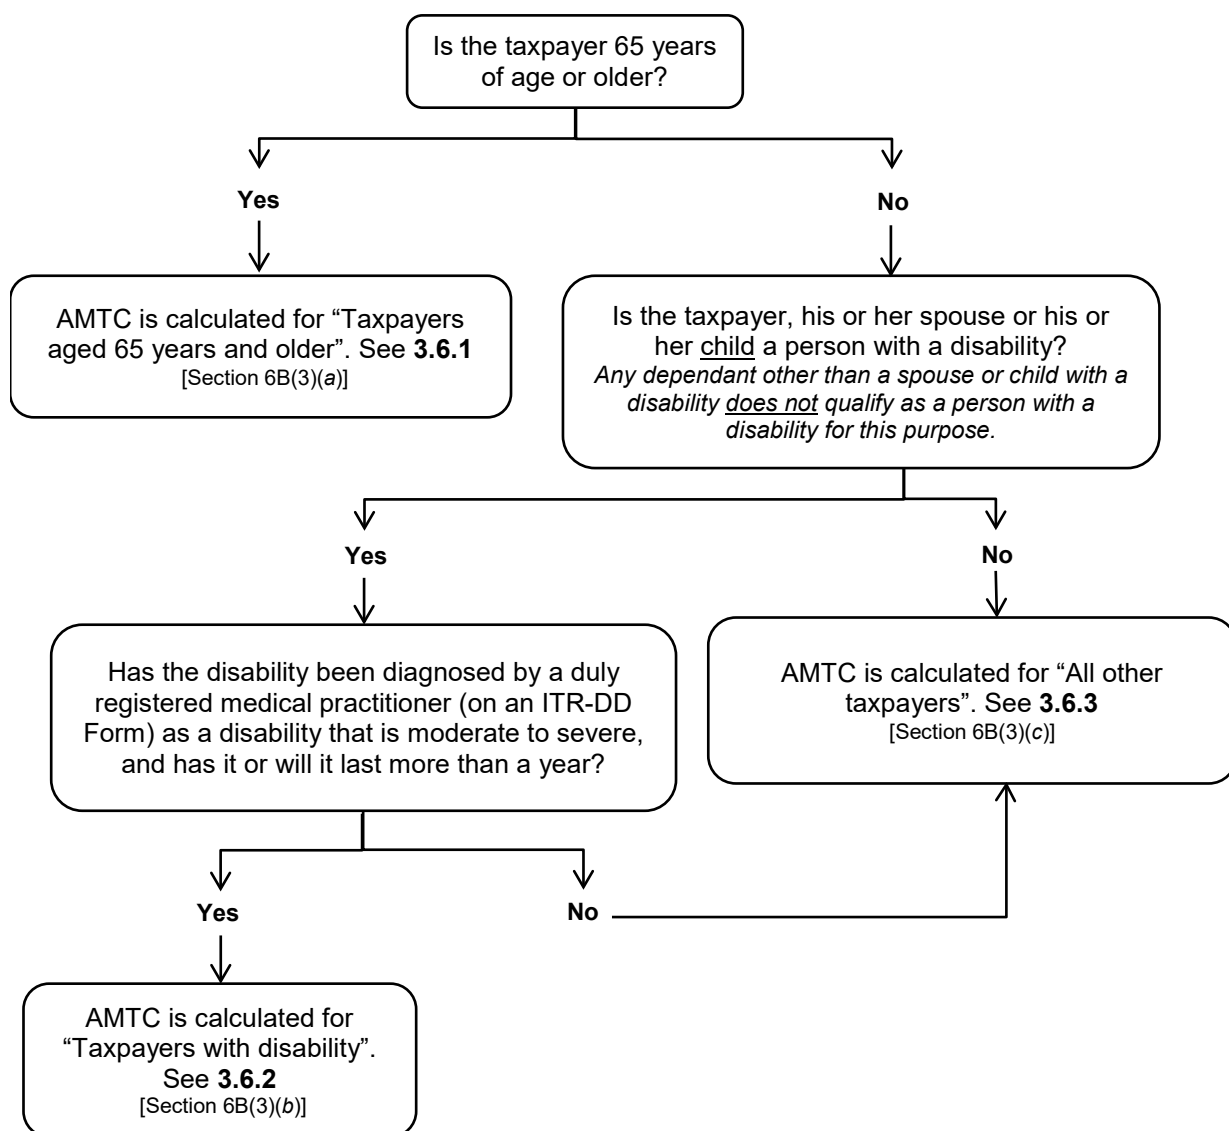 Is the taxpayer 65 years
of age or older?
Yes
No
AMTC is calculated for “Taxpayers
aged 65 years and older”. See 3.6.1
[Section 6B(3)(a)]
Is the taxpayer, his or her spouse or his or
her child a person with a disability?
Any dependant other than a spouse or child with a
disability does not qualify as a person with a
disability for this purpose.
Yes
No
Has the disability been diagnosed by a duly
registered medical practitioner (on an ITR-DD
Form) as a disability that is moderate to severe,
and has it or will it last more than a year?
AMTC is calculated for “All other
taxpayers”. See 3.6.3
[Section 6B(3)(c)]
Yes
No
AMTC is calculated for
“Taxpayers with disability”.
See 3.6.2
[Section 6B(3)(b)]